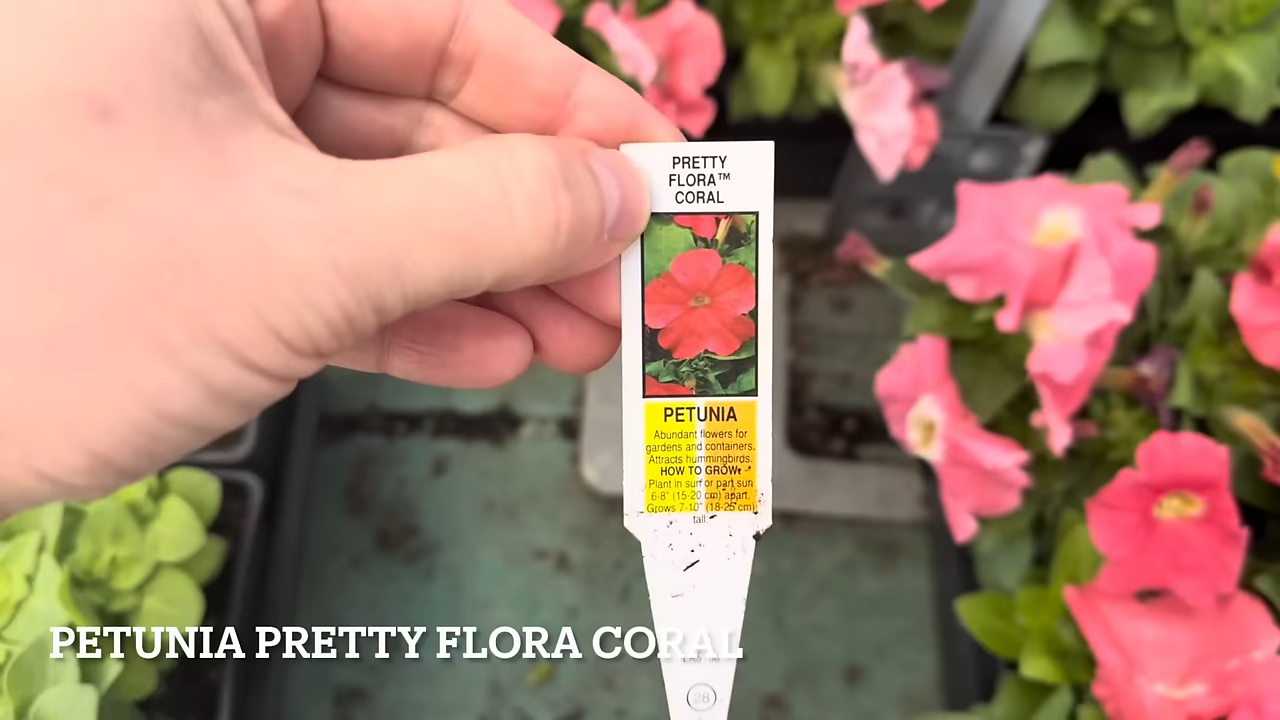 PRETTY
FLORA™
CORAL
PETUNIA
Abundant flowers for
gardens and containers.
Attracts hummingbirds.
HOW TO GROW:
Plant in sun or part sun
6-8" (15-20 cm) apart.
Grows 7-10" (18-25 cm)
tall.
PETUNIA PRETTY FLORA CORAL
28